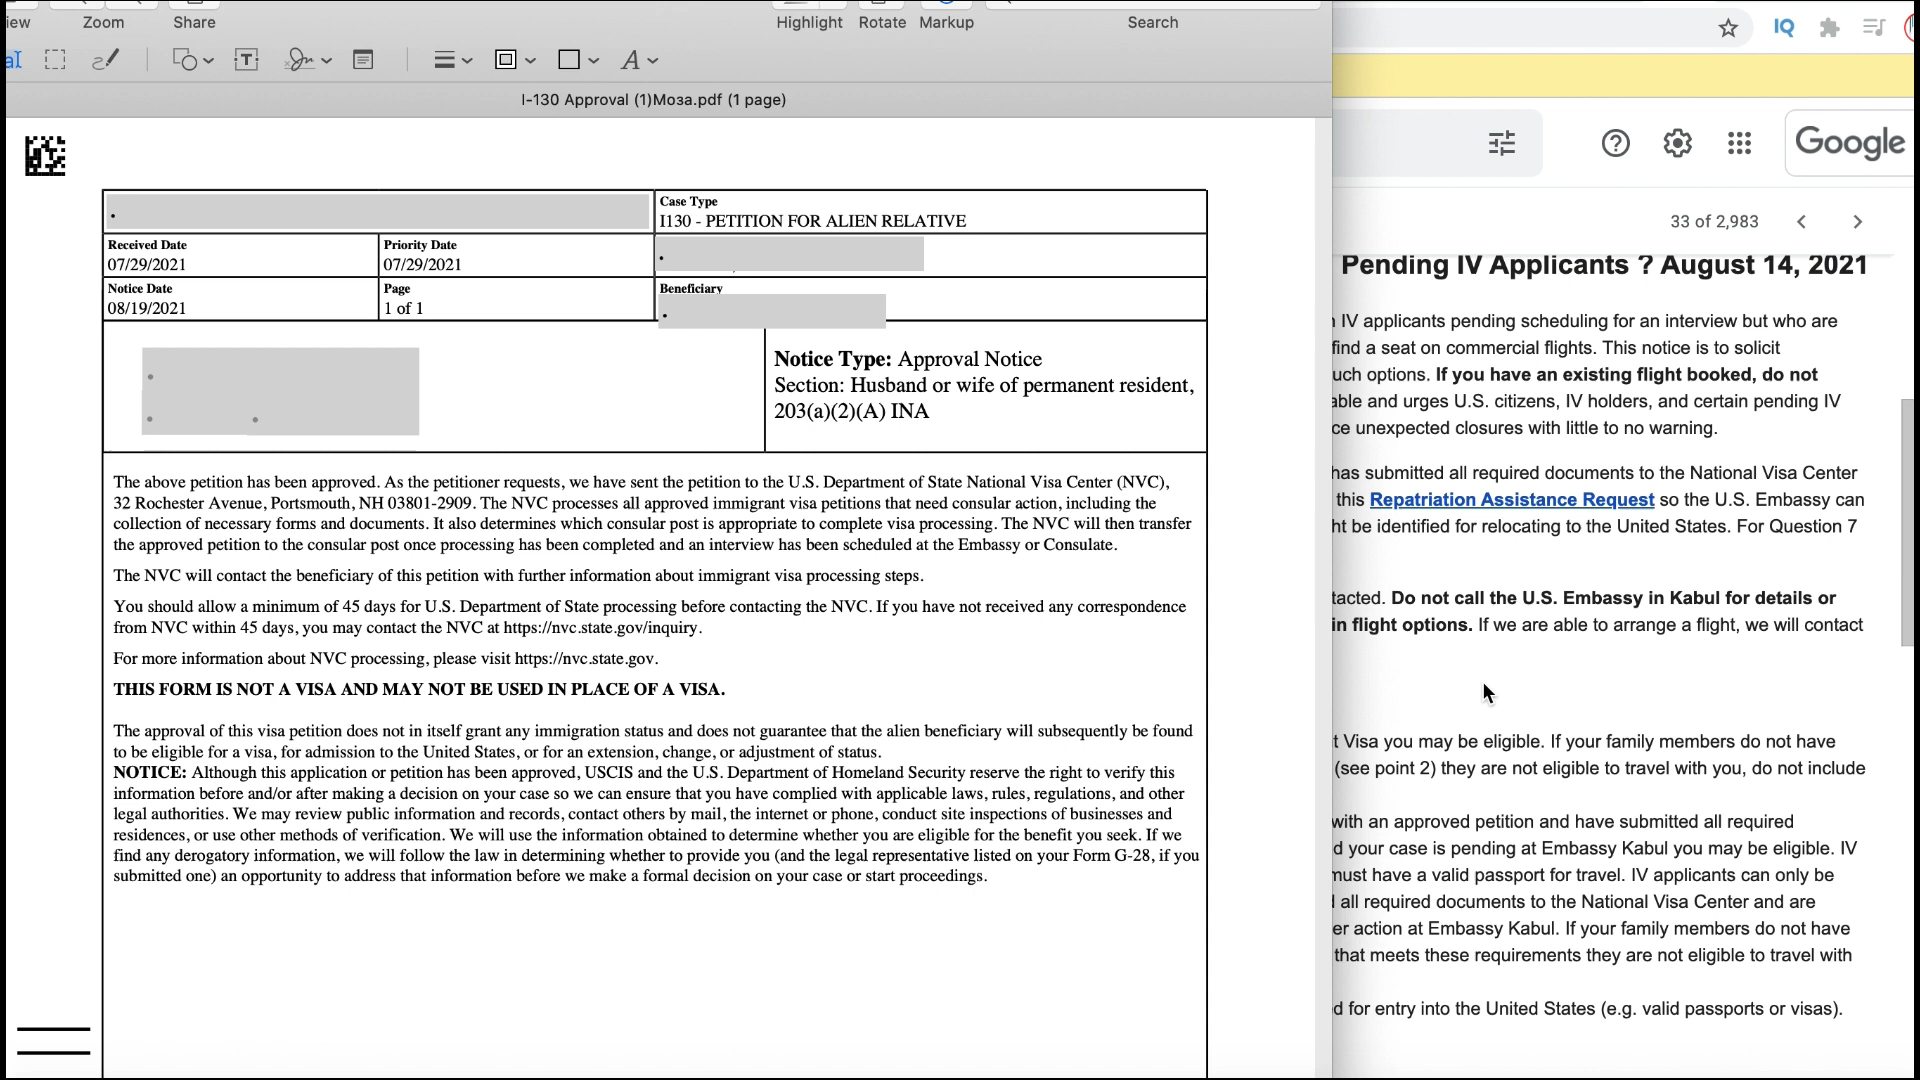 iew
Zoom
Share
Highlight
Rotate
Markup
Search
I-130 Approval (1)Моза.pdf (1 page)
Case Type
I130 - PETITION FOR ALIEN RELATIVE
Received Date
07/29/2021
Priority Date
07/29/2021
Notice Date
08/19/2021
Page
1 of 1
Beneficiary
Notice Type: Approval Notice
Section: Husband or wife of permanent resident,
203(a)(2)(A) INA
The above petition has been approved. As the petitioner requests, we have sent the petition to the U.S. Department of State National Visa Center (NVC),
32 Rochester Avenue, Portsmouth, NH 03801-2909. The NVC processes all approved immigrant visa petitions that need consular action, including the
collection of necessary forms and documents. It also determines which consular post is appropriate to complete visa processing. The NVC will then transfer
the approved petition to the consular post once processing has been completed and an interview has been scheduled at the Embassy or Consulate.
The NVC will contact the beneficiary of this petition with further information about immigrant visa processing steps.
You should allow a minimum of 45 days for U.S. Department of State processing before contacting the NVC. If you have not received any correspondence
from NVC within 45 days, you may contact the NVC at https://nvc.state.gov/inquiry.
For more information about NVC processing, please visit https://nvc.state.gov.
THIS FORM IS NOT A VISA AND MAY NOT BE USED IN PLACE OF A VISA.
The approval of this visa petition does not in itself grant any immigration status and does not guarantee that the alien beneficiary will subsequently be found
to be eligible for a visa, for admission to the United States, or for an extension, change, or adjustment of status.
NOTICE: Although this application or petition has been approved, USCIS and the U.S. Department of Homeland Security reserve the right to verify this
information before and/or after making a decision on your case so we can ensure that you have complied with applicable laws, rules, regulations, and other
legal authorities. We may review public information and records, contact others by mail, the internet or phone, conduct site inspections of businesses and
residences, or use other methods of verification. We will use the information obtained to determine whether you are eligible for the benefit you seek. If we
find any derogatory information, we will follow the law in determining whether to provide you (and the legal representative listed on your Form G-28, if you
submitted one) an opportunity to address that information before we make a formal decision on your case or start proceedings.
IQ
Google
33 of 2,983
Pending IV Applicants ? August 14, 2021
IV applicants pending scheduling for an interview but who are
find a seat on commercial flights. This notice is to solicit
uch options. If you have an existing flight booked, do not
able and urges U.S. citizens, IV holders, and certain pending IV
ce unexpected closures with little to no warning.
has submitted all required documents to the National Visa Center
this Repatriation Assistance Request so the U.S. Embassy can
ht be identified for relocating to the United States. For Question 7
tacted. Do not call the U.S. Embassy in Kabul for details or
in flight options. If we are able to arrange a flight, we will contact
t Visa you may be eligible. If your family members do not have
(see point 2) they are not eligible to travel with you, do not include
with an approved petition and have submitted all required
d your case is pending at Embassy Kabul you may be eligible. IV
must have a valid passport for travel. IV applicants can only be
all required documents to the National Visa Center and are
er action at Embassy Kabul. If your family members do not have
that meets these requirements they are not eligible to travel with
d for entry into the United States (e.g. valid passports or visas).